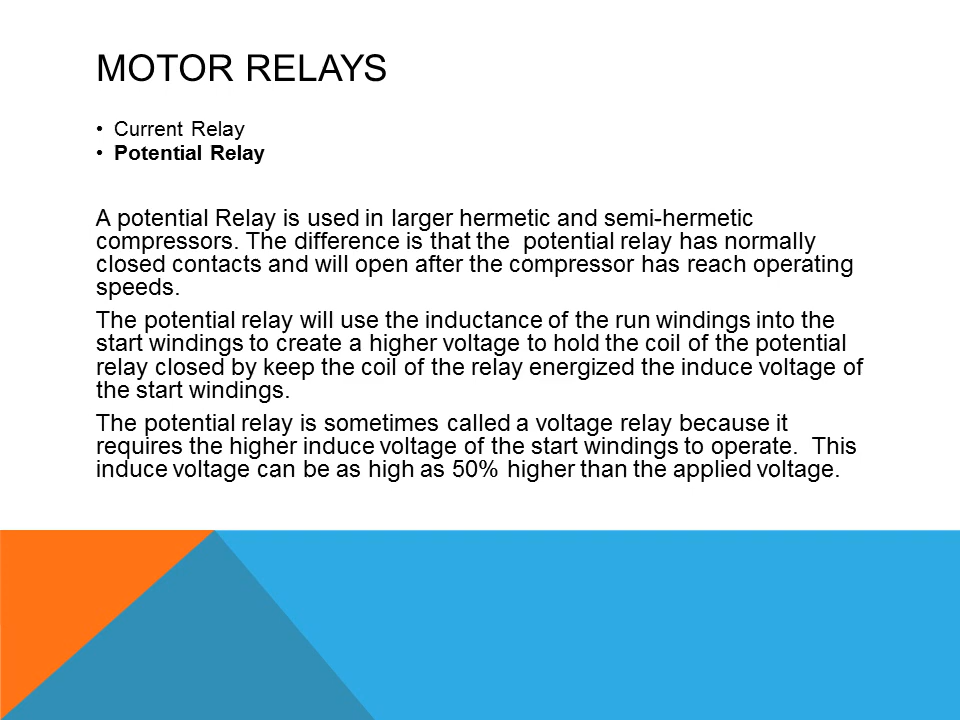 MOTOR RELAYS
• Current Relay
• Potential Relay
A potential Relay is used in larger hermetic and semi-hermetic
compressors. The difference is that the  potential relay has normally
closed contacts and will open after the compressor has reach operating
speeds.
The potential relay will use the inductance of the run windings into the
start windings to create a higher voltage to hold the coil of the potential
relay closed by keep the coil of the relay energized the induce voltage of
the start windings.
The potential relay is sometimes called a voltage relay because it
requires the higher induce voltage of the start windings to operate.  This
induce voltage can be as high as 50% higher than the applied voltage.